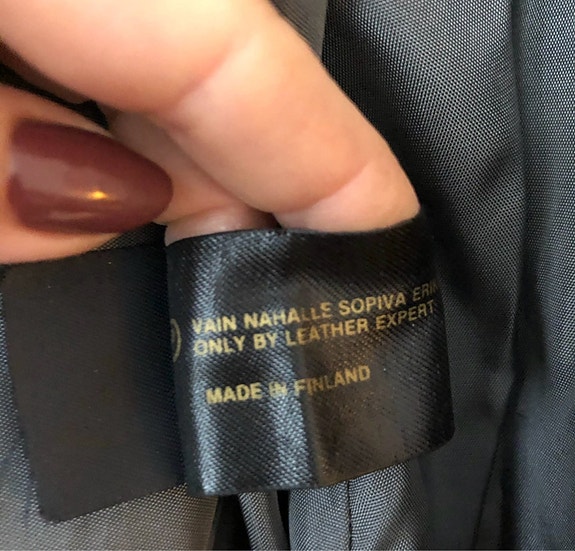 VAIN NAHALLE SOPIVA
ONLY BY LEATHER EXPERT
MADE IN FINLAND